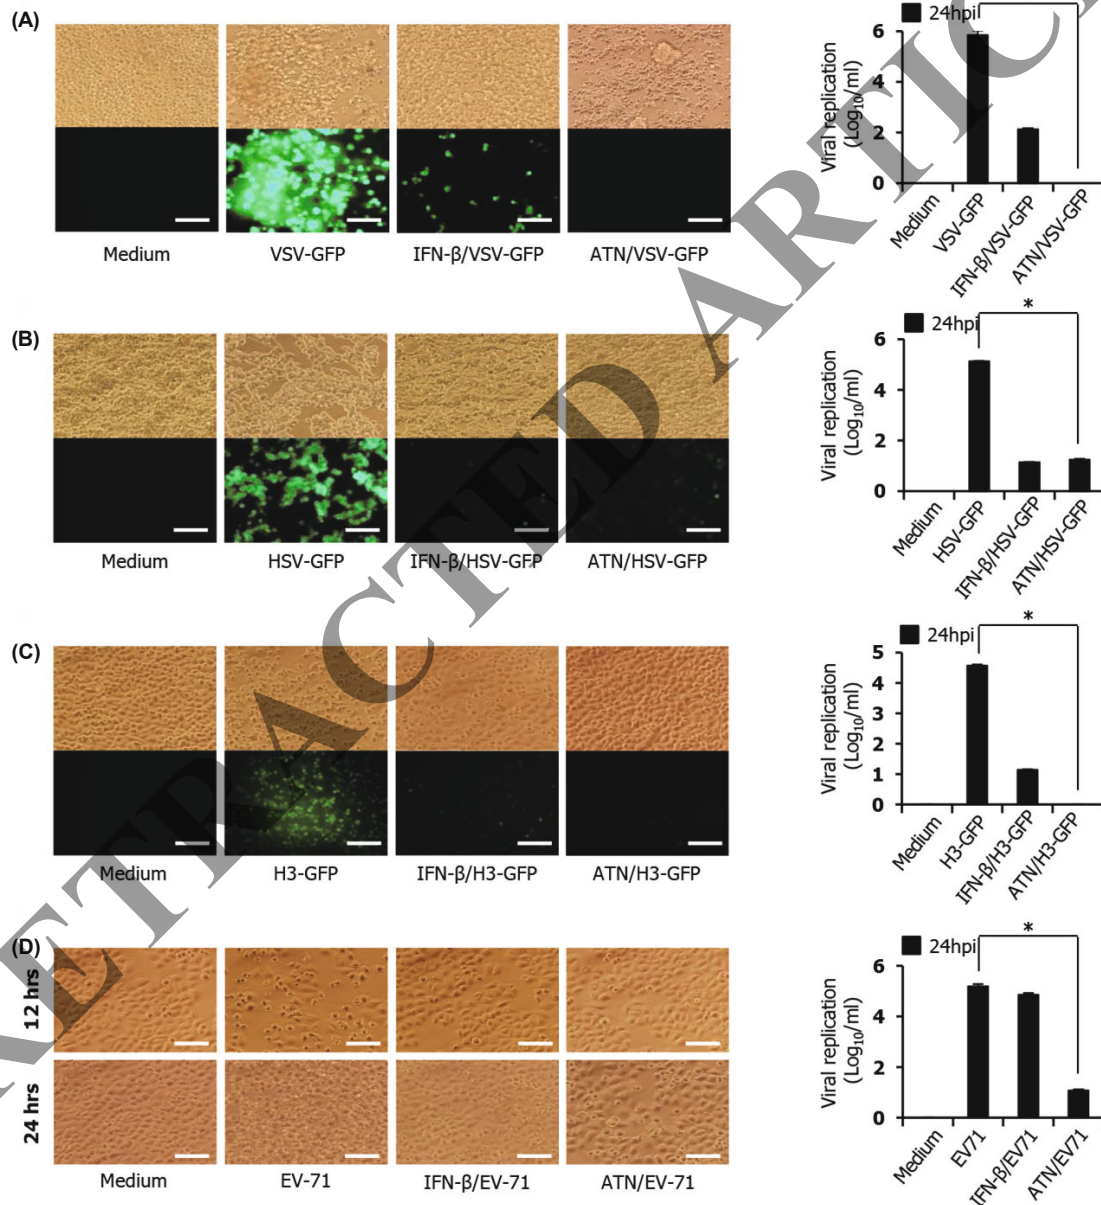 (A)
Medium
VSV-GFP
IFN-β/VSV-GFP
ATN/VSV-GFP
24hpi
Viral replication
(Log10/ml)
6
4
2
0
Medium
VSV-GFP
IFN-β/VSV-GFP
ATN/VSV-GFP
(B)
Medium
HSV-GFP
IFN-β/HSV-GFP
ATN/HSV-GFP
*
24hpi
Viral replication
(Log10/ml)
6
4
2
0
Medium
HSV-GFP
IFN-β/HSV-GFP
ATN/HSV-GFP
(C)
Medium
H3-GFP
IFN-β/H3-GFP
ATN/H3-GFP
*
24hpi
Viral replication
(Log10/ml)
5
4
3
2
1
0
Medium
H3-GFP
IFN-β/H3-GFP
ATN/H3-GFP
(D)
12 hrs
24 hrs
Medium
EV-71
IFN-β/EV-71
ATN/EV-71
*
24hpi
Viral replication
(Log10/ml)
6
4
2
0
Medium
EV71
IFN-β/EV71
ATN/EV71
RETRACTED ARTIC